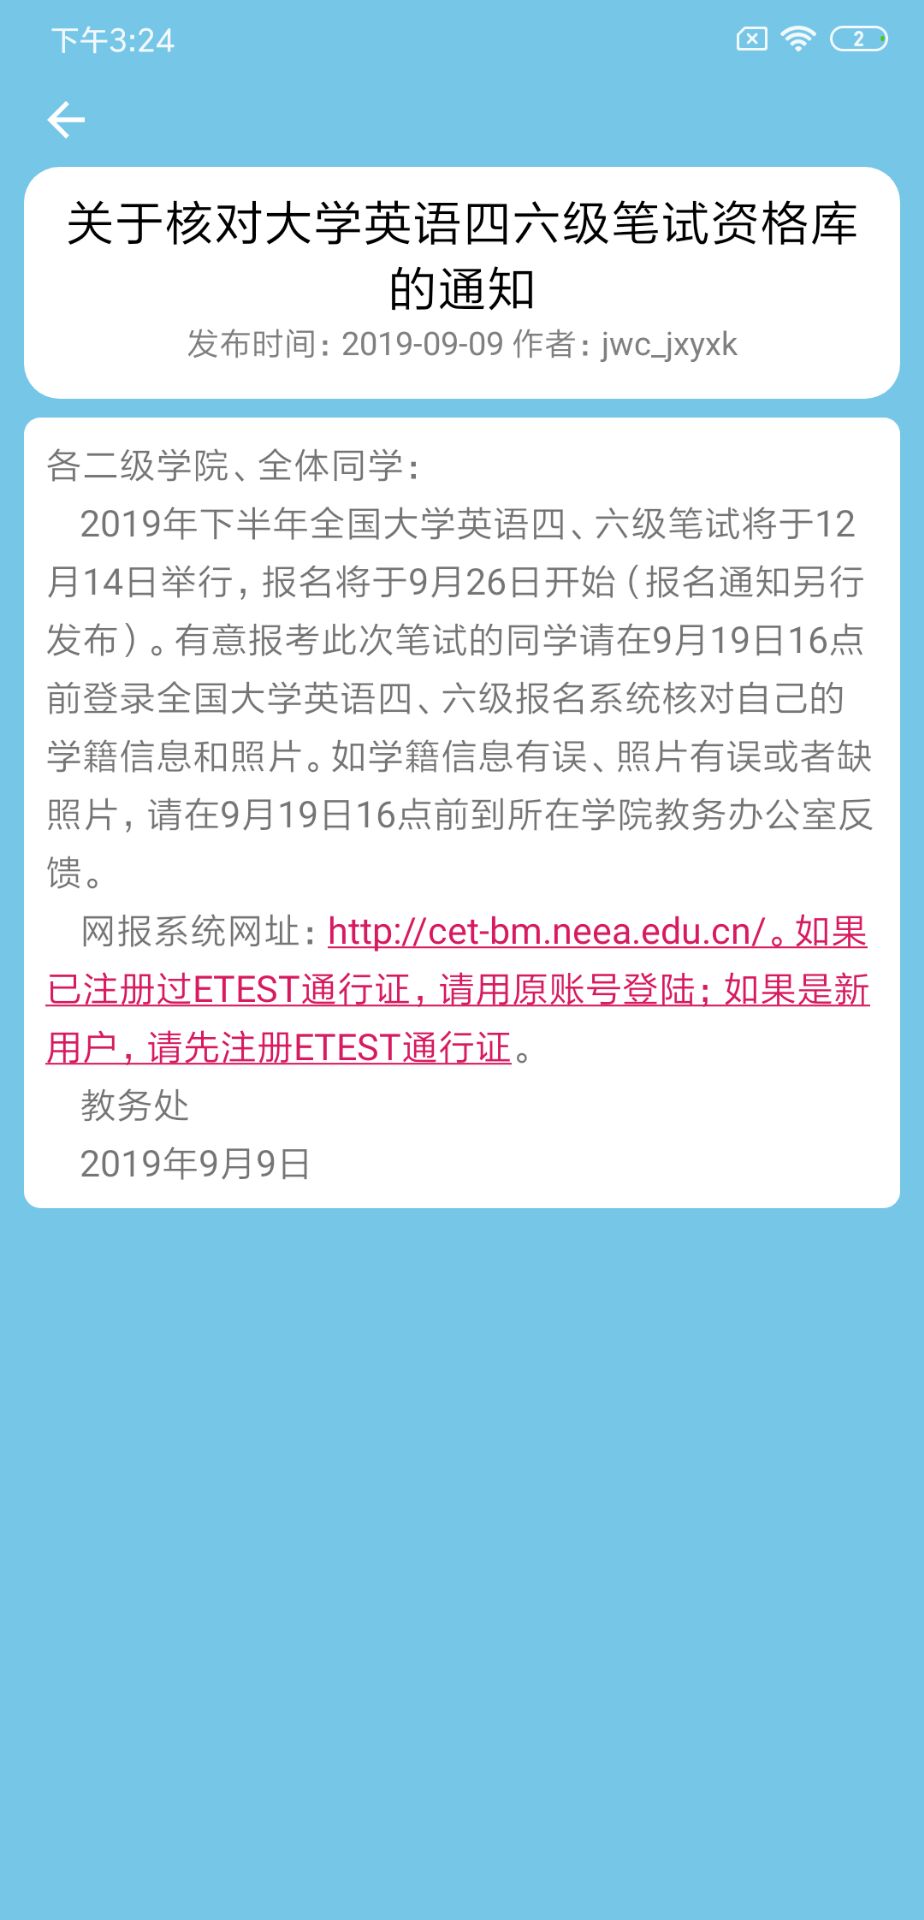 下午3:24
2
关于核对大学英语四六级笔试资格库
的通知
发布时间：2019-09-09 作者：jwc_jxyxk
各二级学院、全体同学：
2019年下半年全国大学英语四、六级笔试将于12
月14日举行，报名将于9月26日开始（报名通知另行
发布）。有意报考此次笔试的同学请在9月19日16点
前登录全国大学英语四、六级报名系统核对自己的
学籍信息和照片。如学籍信息有误、照片有误或者缺
照片，请在9月19日16点前到所在学院教务办公室反
馈。
网报系统网址：http://cet-bm.neea.edu.cn/。如果
已注册过ETEST通行证，请用原账号登陆；如果是新
用户，请先注册ETEST通行证。
教务处
2019年9月9日